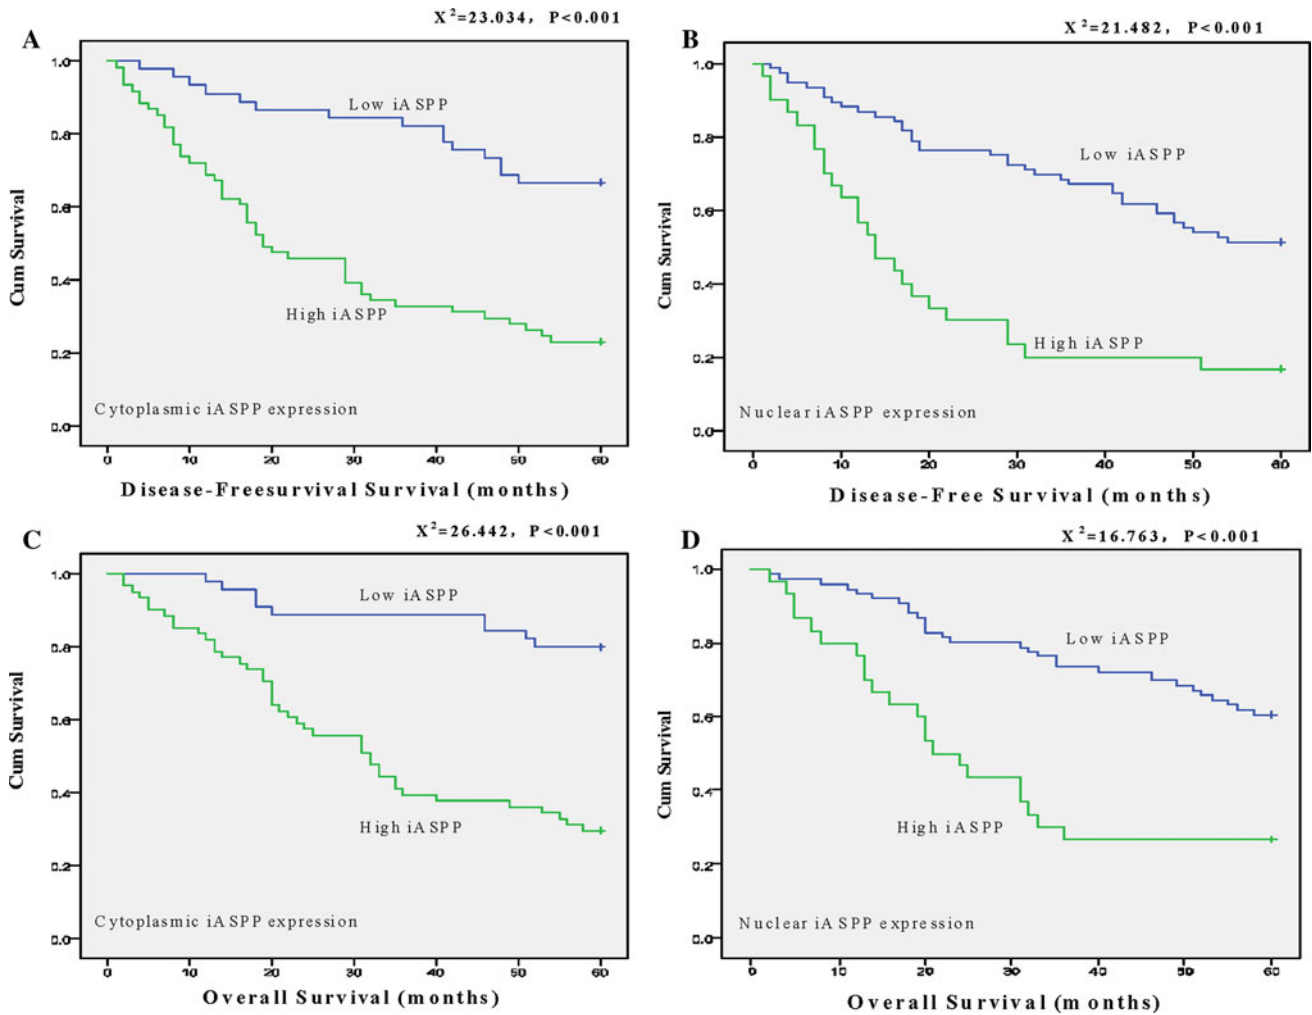 A
X²=23.034, P<0.001
1.0
0.8
0.6
0.4
0.2
0.0
Cum Survival
Low iASPP
High iASPP
Cytoplasmic iASPP expression
0 10 20 30 40 50 60
Disease-Freesurvival Survival (months)
B
X²=21.482, P<0.001
1.0
0.8
0.6
0.4
0.2
0.0
Cum Survival
Low iASPP
High iASPP
Nuclear iASPP expression
0 10 20 30 40 50 60
Disease-Free Survival (months)
C
X²=26.442, P<0.001
1.0
0.8
0.6
0.4
0.2
0.0
Cum Survival
Low iASPP
High iASPP
Cytoplasmic iASPP expression
0 10 20 30 40 50 60
Overall Survival (months)
D
X²=16.763, P<0.001
1.0
0.8
0.6
0.4
0.2
0.0
Cum Survival
Low iASPP
High iASPP
Nuclear iASPP expression
0 10 20 30 40 50 60
Overall Survival (months)